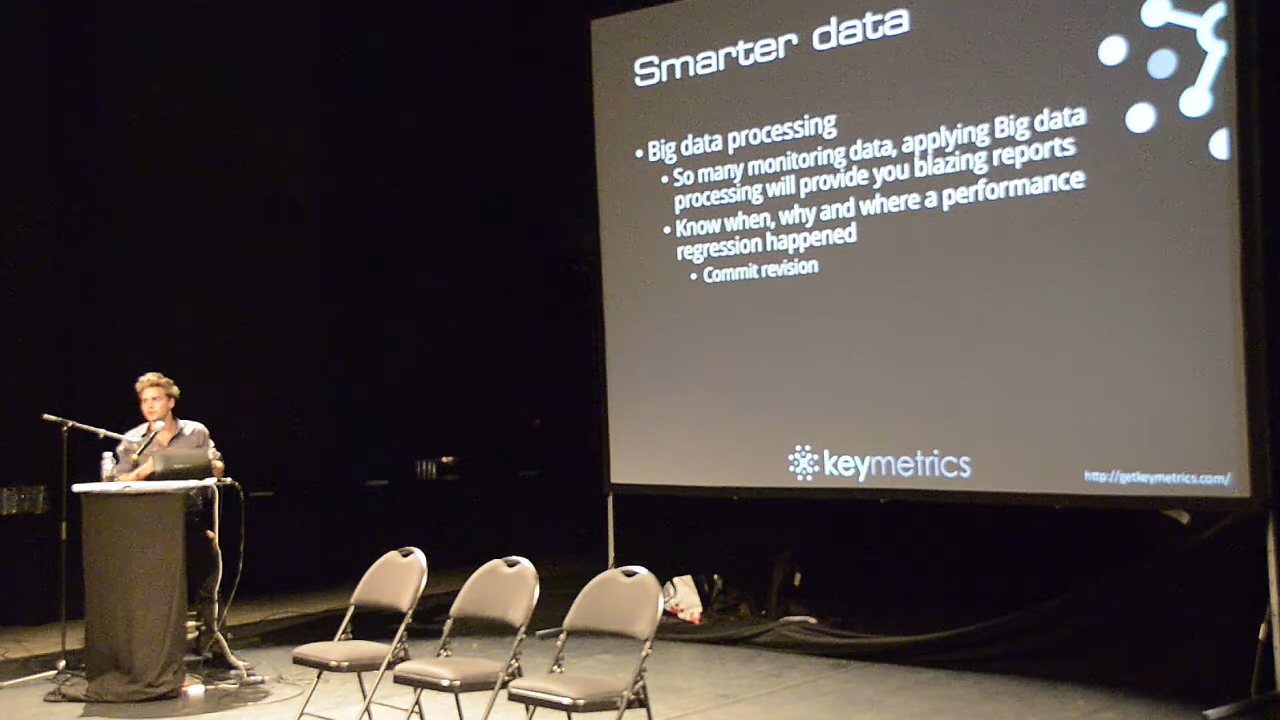 Smarter data
• Big data processing
• So many monitoring data, applying Big data
processing will provide you blazing reports
• Know when, why and where a performance
regression happened
• Commit revision
keymetrics
http://getkeymetrics.com/